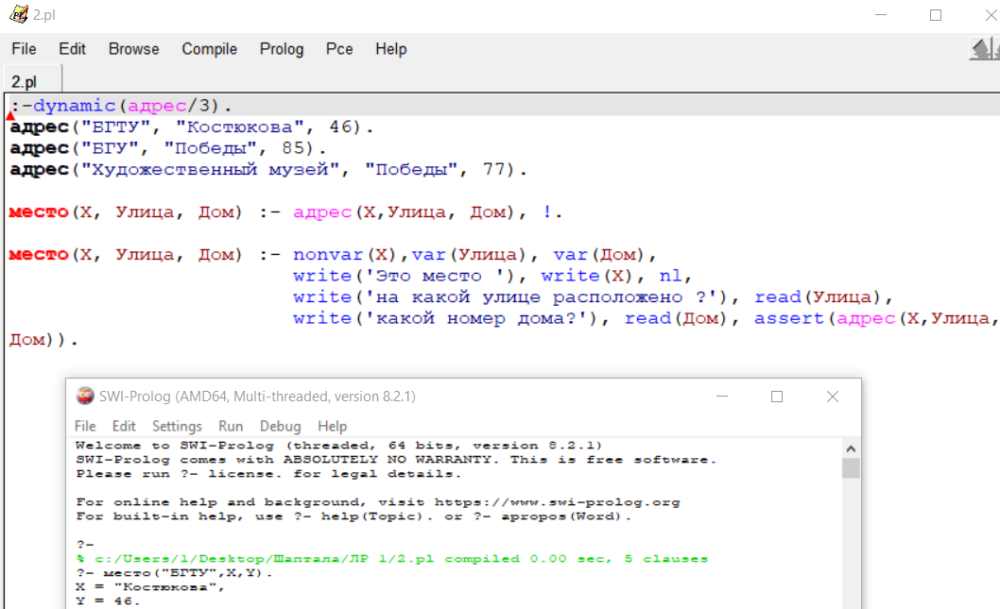 2.pl
File Edit Browse Compile Prolog Pce Help
2.pl
:-dynamic(адрес/3).
адрес("БГТУ", "Костюкова", 46).
адрес("БГУ", "Победы", 85).
адрес("Художественный музей", "Победы", 77).
место(X, Улица, Дом) :- адрес(X,Улица, Дом), !.
место(X, Улица, Дом) :- nonvar(X),var(Улица), var(Дом),
write('Это место '), write(X), nl,
write('на какой улице расположено ?'), read(Улица),
write('какой номер дома?'), read(Дом), assert(адрес(X,Улица,
Дом)).
SWI-Prolog (AMD64, Multi-threaded, version 8.2.1)
File Edit Settings Run Debug Help
Welcome to SWI-Prolog (threaded, 64 bits, version 8.2.1)
SWI-Prolog comes with ABSOLUTELY NO WARRANTY. This is free software.
Please run ?- license. for legal details.
For online help and background, visit https://www.swi-prolog.org
For built-in help, use ?- help(Topic). or ?- apropos(Word).
?-
% c:/Users/1/Desktop/Шаптала/ЛР 1/2.pl compiled 0.00 sec, 5 clauses
?- место("БГТУ",X,Y).
X = "Костюкова",
Y = 46.